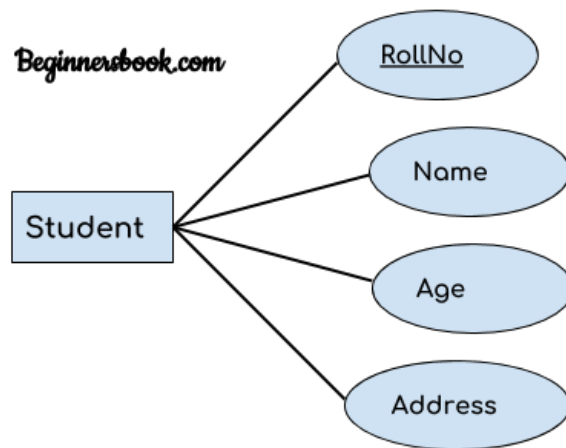 Beginnersbook.com
RollNo
Name
Student
Age
Address